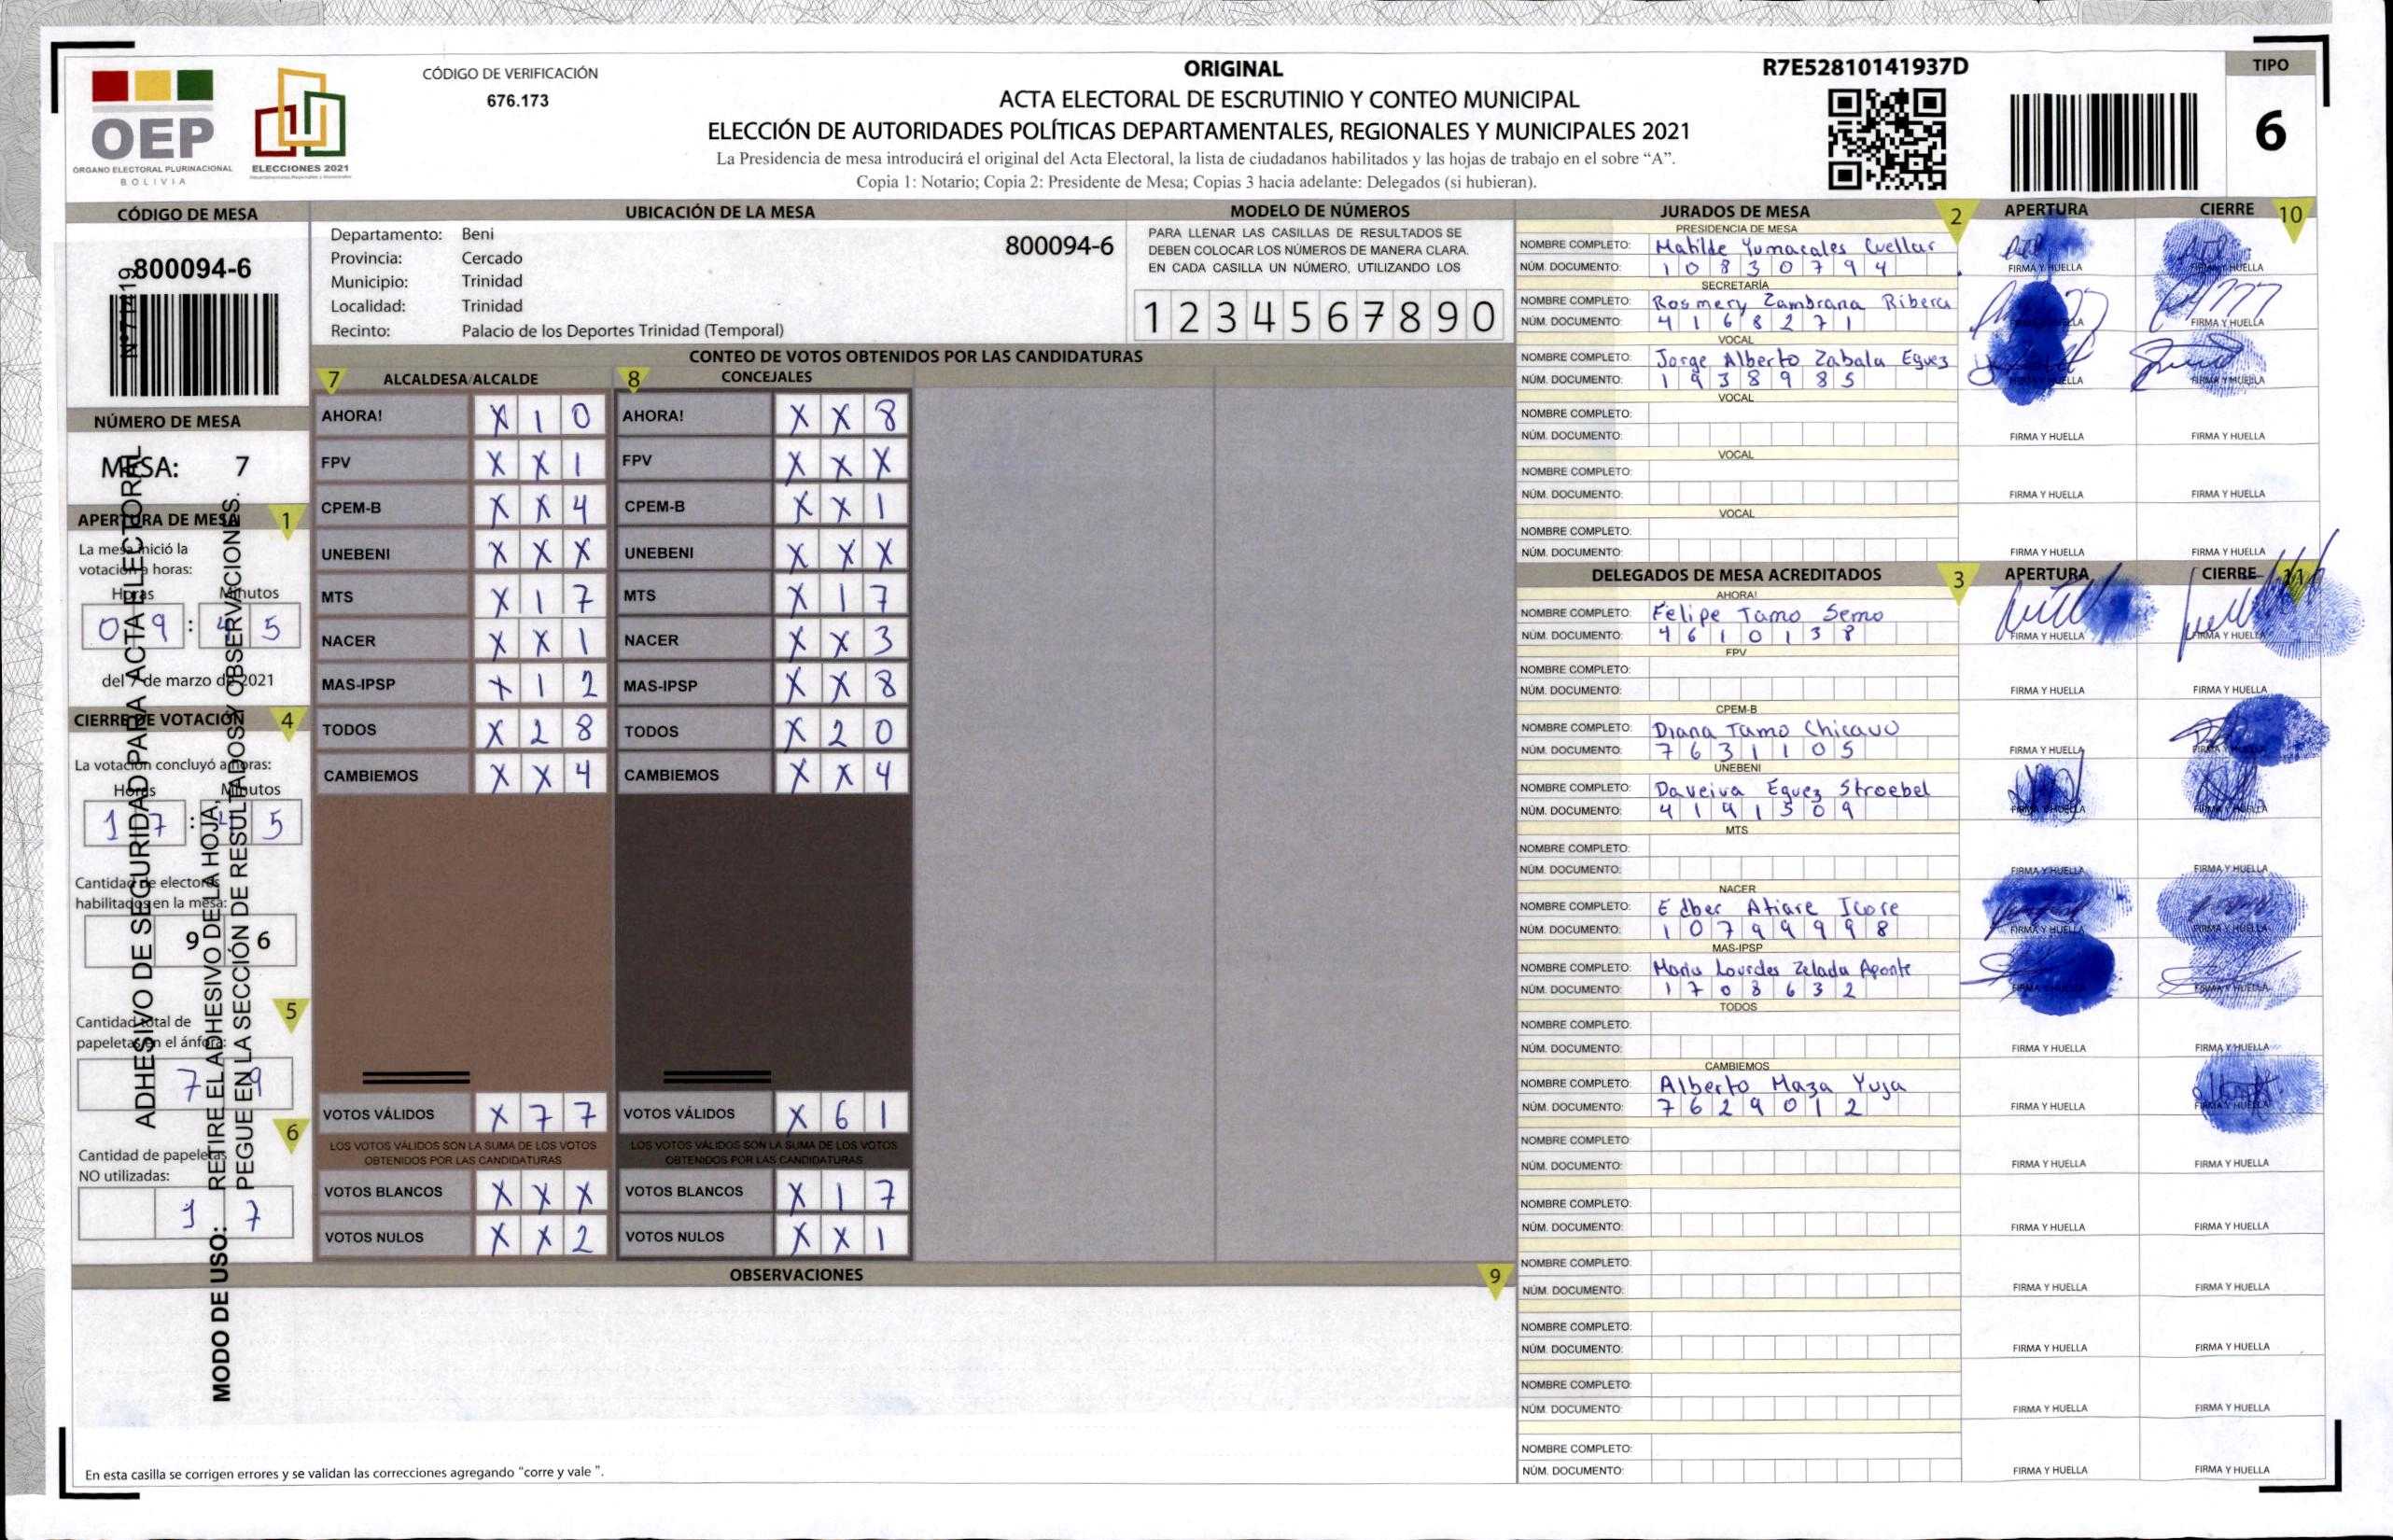 OEP
ORGANO ELECTORAL PLURINACIONAL
BOLIVIA
ELECCIONES 2021
CÓDIGO DE VERIFICACIÓN
676.173
ORIGINAL
ACTA ELECTORAL DE ESCRUTINIO Y CONTEO MUNICIPAL
ELECCIÓN DE AUTORIDADES POLÍTICAS DEPARTAMENTALES, REGIONALES Y MUNICIPALES 2021
La Presidencia de mesa introducirá el original del Acta Electoral, la lista de ciudadanos habilitados y las hojas de trabajo en el sobre “A”.
Copia 1: Notario; Copia 2: Presidente de Mesa; Copias 3 hacia adelante: Delegados (si hubieran).
R7E52810141937D
TIPO
6
CÓDIGO DE MESA
800094-6
NÚMERO DE MESA
MESA: 7
APERTURA DE MESA 1
La mesa inició la
votación a horas:
Horas Minutos
0 9 : 4 5
del 7 de marzo de 2021
CIERRE DE VOTACIÓN 4
La votación concluyó a horas:
Horas Minutos
1 7 : 4 5
Cantidad de electores
habilitados en la mesa:
9 6
5
Cantidad total de
papeletas en el ánfora:
7 9
6
Cantidad de papeletas
NO utilizadas:
1 7
N° 71419
ADHESIVO DE SEGURIDAD PARA ACTA ELECTORAL
MODO DE USO: RETIRE EL ADHESIVO DE LA HOJA,
PEGUE EN LA SECCIÓN DE RESULTADOS Y OBSERVACIONES.
UBICACIÓN DE LA MESA
Departamento: Beni
Provincia: Cercado
Municipio: Trinidad
Localidad: Trinidad
Recinto: Palacio de los Deportes Trinidad (Temporal)
800094-6
MODELO DE NÚMEROS
PARA LLENAR LAS CASILLAS DE RESULTADOS SE
DEBEN COLOCAR LOS NÚMEROS DE MANERA CLARA.
EN CADA CASILLA UN NÚMERO, UTILIZANDO LOS
1 2 3 4 5 6 7 8 9 0
CONTEO DE VOTOS OBTENIDOS POR LAS CANDIDATURAS
7 ALCALDESA/ALCALDE
AHORA! X 1 0
FPV X X 1
CPEM-B X X 4
UNEBENI X X X
MTS X 1 7
NACER X X 1
MAS-IPSP X 1 2
TODOS X 2 8
CAMBIEMOS X X 4
VOTOS VÁLIDOS X 7 7
LOS VOTOS VÁLIDOS SON LA SUMA DE LOS VOTOS
OBTENIDOS POR LAS CANDIDATURAS
VOTOS BLANCOS X X X
VOTOS NULOS X X 2
8 CONCEJALES
AHORA! X X 8
FPV X X X
CPEM-B X X 1
UNEBENI X X X
MTS X 1 7
NACER X X 3
MAS-IPSP X X 8
TODOS X 2 0
CAMBIEMOS X X 4
VOTOS VÁLIDOS X 6 1
LOS VOTOS VÁLIDOS SON LA SUMA DE LOS VOTOS
OBTENIDOS POR LAS CANDIDATURAS
VOTOS BLANCOS X 1 7
VOTOS NULOS X X 1
OBSERVACIONES 9
En esta casilla se corrigen errores y se validan las correcciones agregando “corre y vale ”.
JURADOS DE MESA 2 APERTURA CIERRE 10
PRESIDENCIA DE MESA
NOMBRE COMPLETO: Matilde Yumacales Cuellar
NÚM. DOCUMENTO: 1 0 8 3 0 7 9 4 FIRMA Y HUELLA FIRMA Y HUELLA
SECRETARÍA
NOMBRE COMPLETO: Rosmery Zambrana Ribera
NÚM. DOCUMENTO: 4 1 6 8 2 7 1 FIRMA Y HUELLA
VOCAL
NOMBRE COMPLETO: Jorge Alberto Zabala Eguez
NÚM. DOCUMENTO: 1 9 3 8 9 8 5 FIRMA Y HUELLA FIRMA Y HUELLA
VOCAL
NOMBRE COMPLETO:
NÚM. DOCUMENTO: FIRMA Y HUELLA FIRMA Y HUELLA
VOCAL
NOMBRE COMPLETO:
NÚM. DOCUMENTO: FIRMA Y HUELLA FIRMA Y HUELLA
VOCAL
NOMBRE COMPLETO:
NÚM. DOCUMENTO: FIRMA Y HUELLA FIRMA Y HUELLA
DELEGADOS DE MESA ACREDITADOS 3 APERTURA CIERRE 11
AHORA!
NOMBRE COMPLETO: Felipe Tamo Semo
NÚM. DOCUMENTO: 4 6 1 0 1 3 8 FIRMA Y HUELLA FIRMA Y HUELLA
FPV
NOMBRE COMPLETO:
NÚM. DOCUMENTO: FIRMA Y HUELLA FIRMA Y HUELLA
CPEM-B
NOMBRE COMPLETO: Diana Tamo Chicavo
NÚM. DOCUMENTO: 7 6 3 1 1 0 5 FIRMA Y HUELLA FIRMA Y HUELLA
UNEBENI
NOMBRE COMPLETO: Daveiva Eguez Stroebel
NÚM. DOCUMENTO: 4 1 9 1 5 0 9 FIRMA Y HUELLA FIRMA Y HUELLA
MTS
NOMBRE COMPLETO:
NÚM. DOCUMENTO: FIRMA Y HUELLA FIRMA Y HUELLA
NACER
NOMBRE COMPLETO: Edber Atiare Icore
NÚM. DOCUMENTO: 1 0 7 9 9 9 9 8 FIRMA Y HUELLA FIRMA Y HUELLA
MAS-IPSP
NOMBRE COMPLETO: Maria Lourdes Zelada Aponte
NÚM. DOCUMENTO: 1 7 0 8 6 3 2 FIRMA Y HUELLA FIRMA Y HUELLA
TODOS
NOMBRE COMPLETO:
NÚM. DOCUMENTO: FIRMA Y HUELLA FIRMA Y HUELLA
CAMBIEMOS
NOMBRE COMPLETO: Alberto Maza Yuja
NÚM. DOCUMENTO: 7 6 2 9 0 1 2 FIRMA Y HUELLA FIRMA Y HUELLA
NOMBRE COMPLETO:
NÚM. DOCUMENTO: FIRMA Y HUELLA FIRMA Y HUELLA
NOMBRE COMPLETO:
NÚM. DOCUMENTO: FIRMA Y HUELLA FIRMA Y HUELLA
NOMBRE COMPLETO:
NÚM. DOCUMENTO: FIRMA Y HUELLA FIRMA Y HUELLA
NOMBRE COMPLETO:
NÚM. DOCUMENTO: FIRMA Y HUELLA FIRMA Y HUELLA
NOMBRE COMPLETO:
NÚM. DOCUMENTO: FIRMA Y HUELLA FIRMA Y HUELLA
NOMBRE COMPLETO:
NÚM. DOCUMENTO: FIRMA Y HUELLA FIRMA Y HUELLA